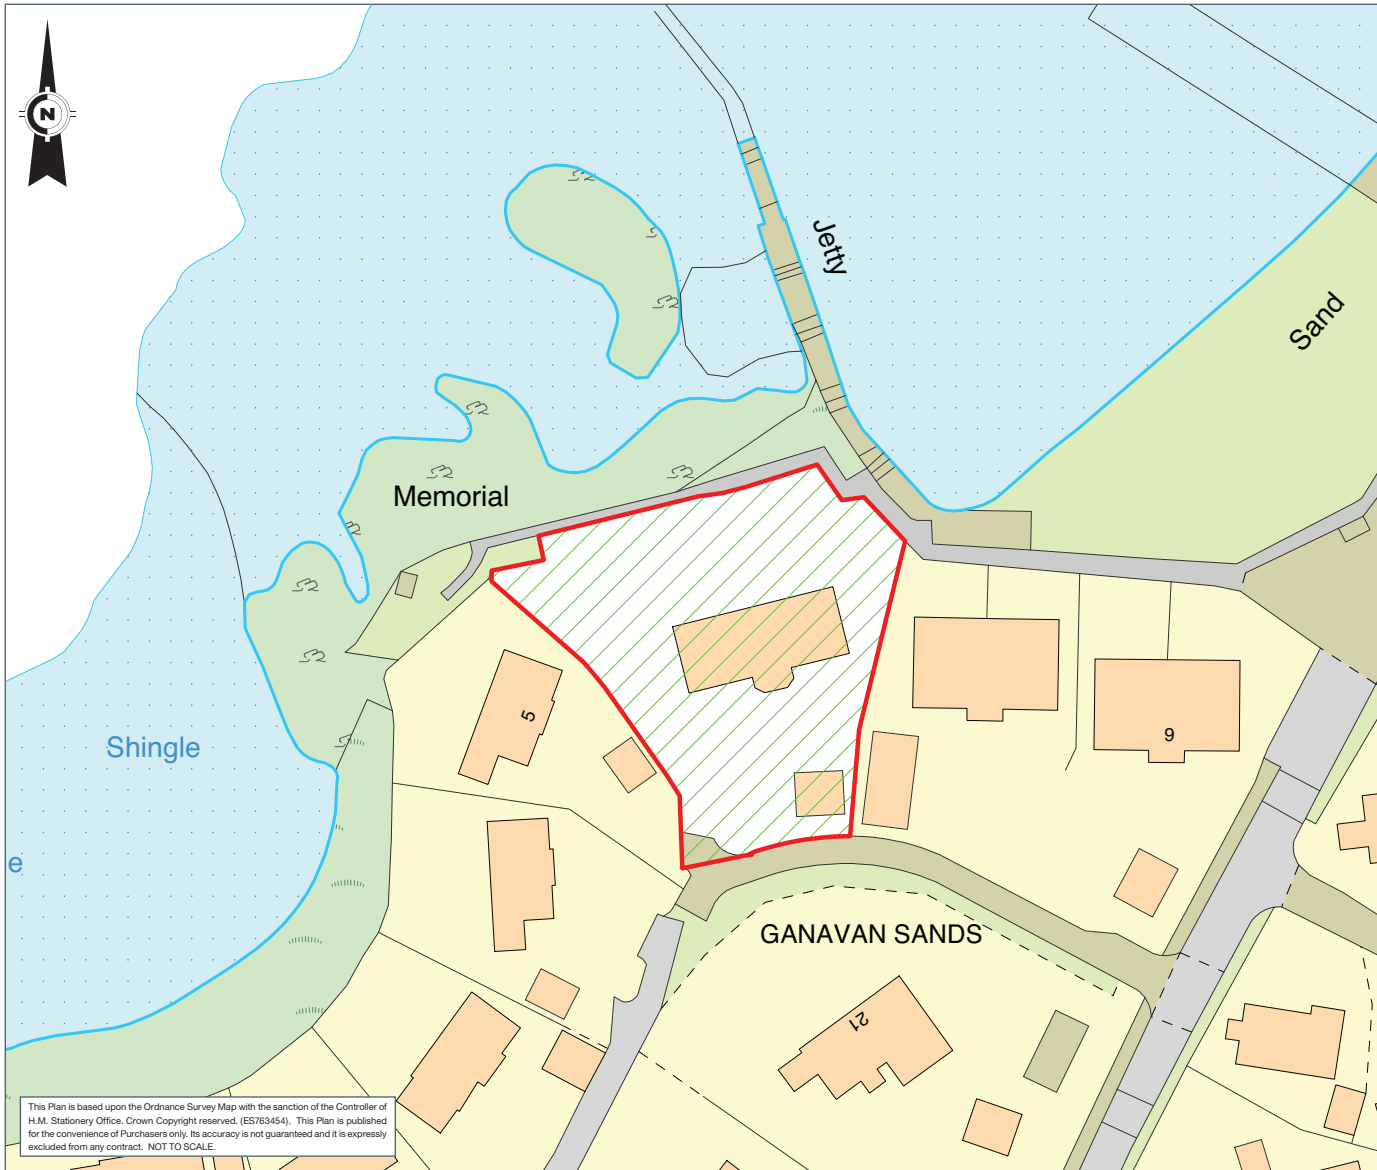 N
Jetty
Sand
Memorial
5
9
Shingle
e
GANAVAN SANDS
21
This Plan is based upon the Ordnance Survey Map with the sanction of the Controller of
H.M. Stationery Office. Crown Copyright reserved. (ES763454). This Plan is published
for the convenience of Purchasers only. Its accuracy is not guaranteed and it is expressly
excluded from any contract. NOT TO SCALE.